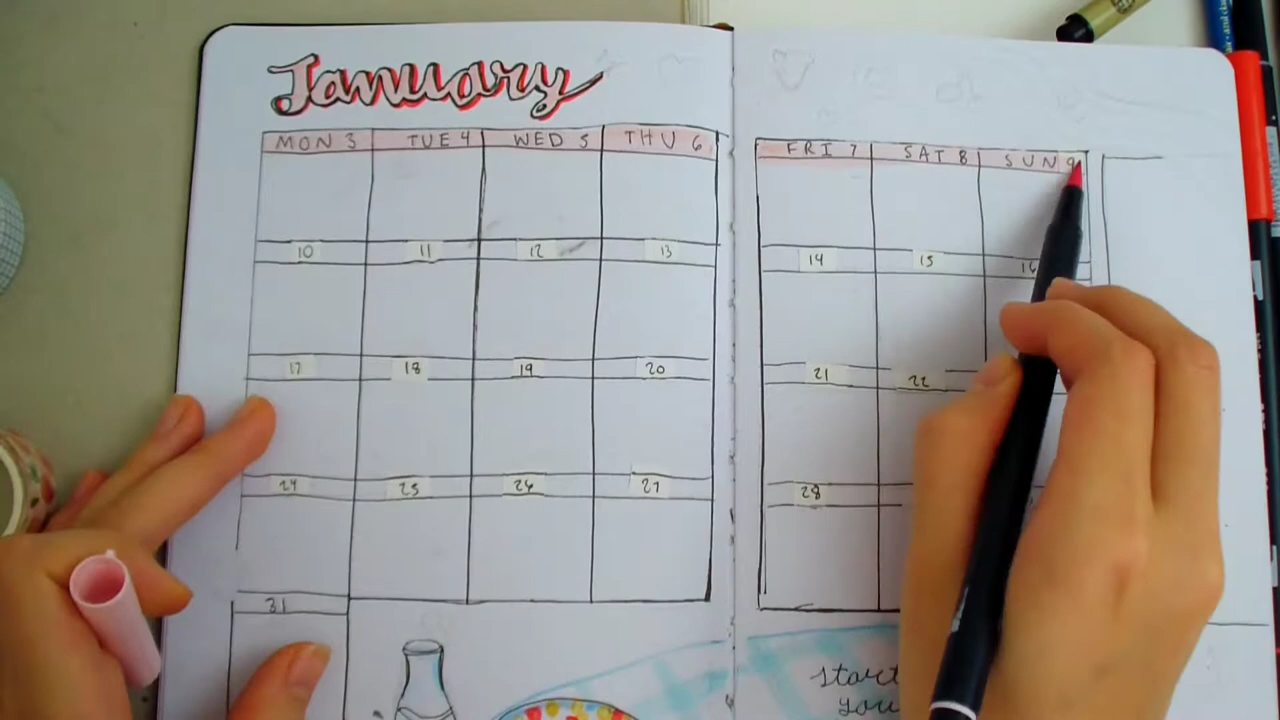 January
MON 3 TUE 4 WED 5 THU 6 FRI 7 SAT 8 SUN 9
10 11 12 13 14 15 16
17 18 19 20 21 22
24 25 26 27 28
31
start
you